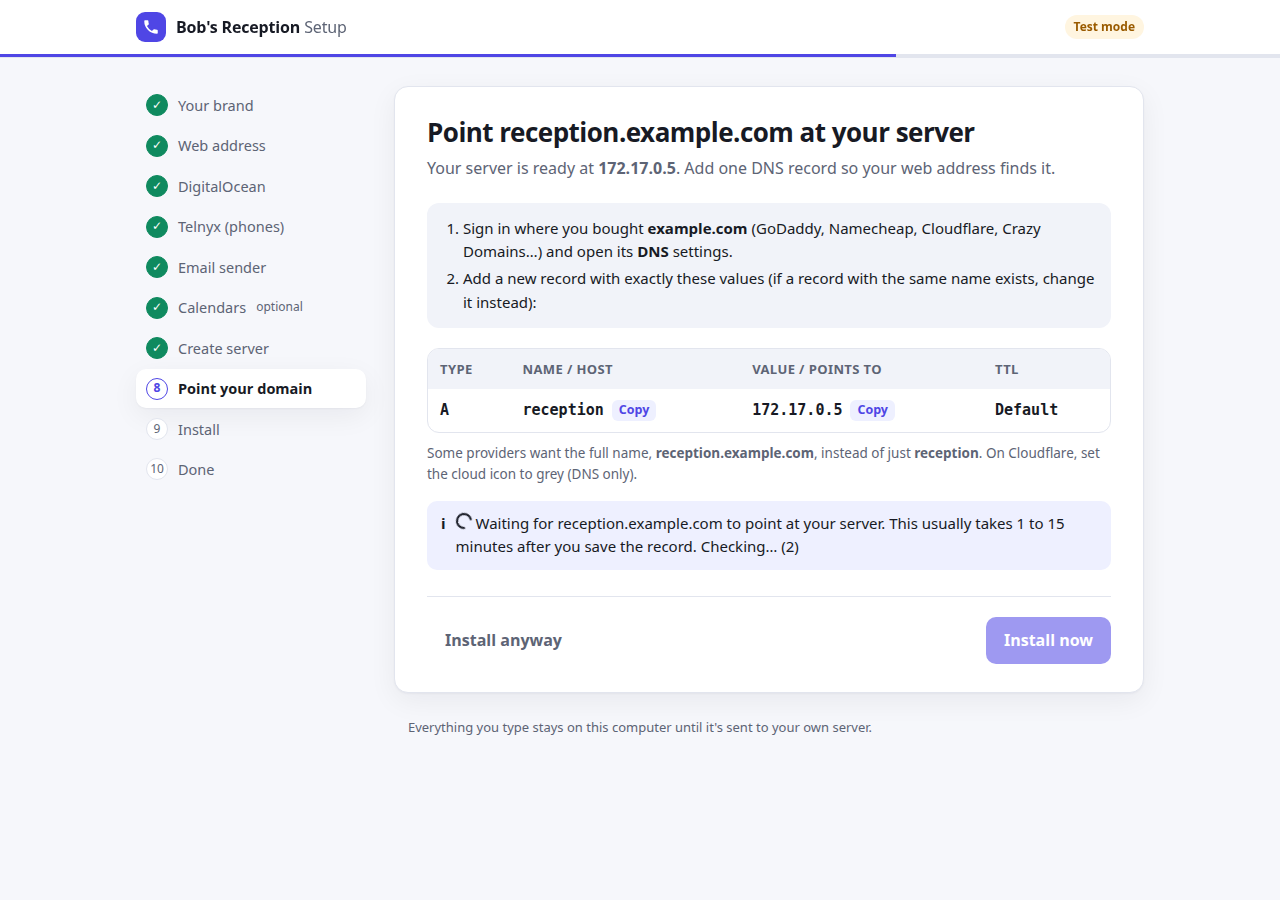 Bob's Reception Setup
Test mode
✓ Your brand
✓ Web address
✓ DigitalOcean
✓ Telnyx (phones)
✓ Email sender
✓ Calendars optional
✓ Create server
8 Point your domain
9 Install
10 Done
Point reception.example.com at your server
Your server is ready at 172.17.0.5. Add one DNS record so your web address finds it.
1. Sign in where you bought example.com (GoDaddy, Namecheap, Cloudflare, Crazy
Domains...) and open its DNS settings.
2. Add a new record with exactly these values (if a record with the same name exists, change
it instead):
TYPE NAME / HOST VALUE / POINTS TO TTL
A reception Copy 172.17.0.5 Copy Default
Some providers want the full name, reception.example.com, instead of just reception. On Cloudflare, set
the cloud icon to grey (DNS only).
i Waiting for reception.example.com to point at your server. This usually takes 1 to 15
minutes after you save the record. Checking... (2)
Install anyway
Install now
Everything you type stays on this computer until it's sent to your own server.